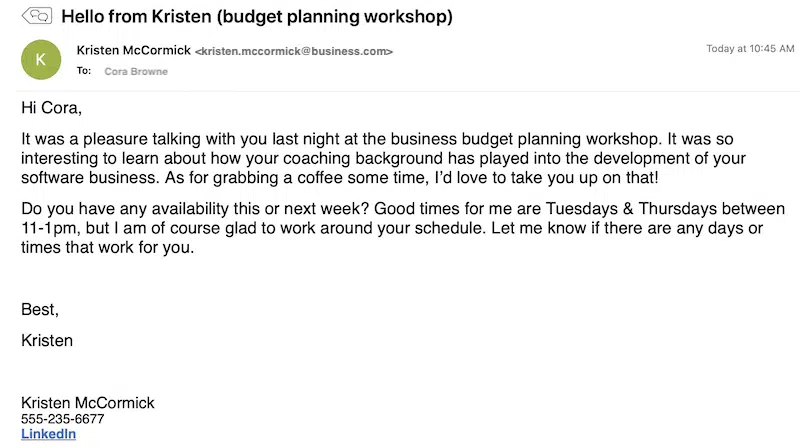 Hello from Kristen (budget planning workshop)
K
Kristen McCormick <kristen.mccormick@business.com>
Today at 10:45 AM
To: Cora Browne
Hi Cora,
It was a pleasure talking with you last night at the business budget planning workshop. It was so
interesting to learn about how your coaching background has played into the development of your
software business. As for grabbing a coffee some time, I'd love to take you up on that!
Do you have any availability this or next week? Good times for me are Tuesdays & Thursdays between
11-1pm, but I am of course glad to work around your schedule. Let me know if there are any days or
times that work for you.
Best,
Kristen
Kristen McCormick
555-235-6677
LinkedIn